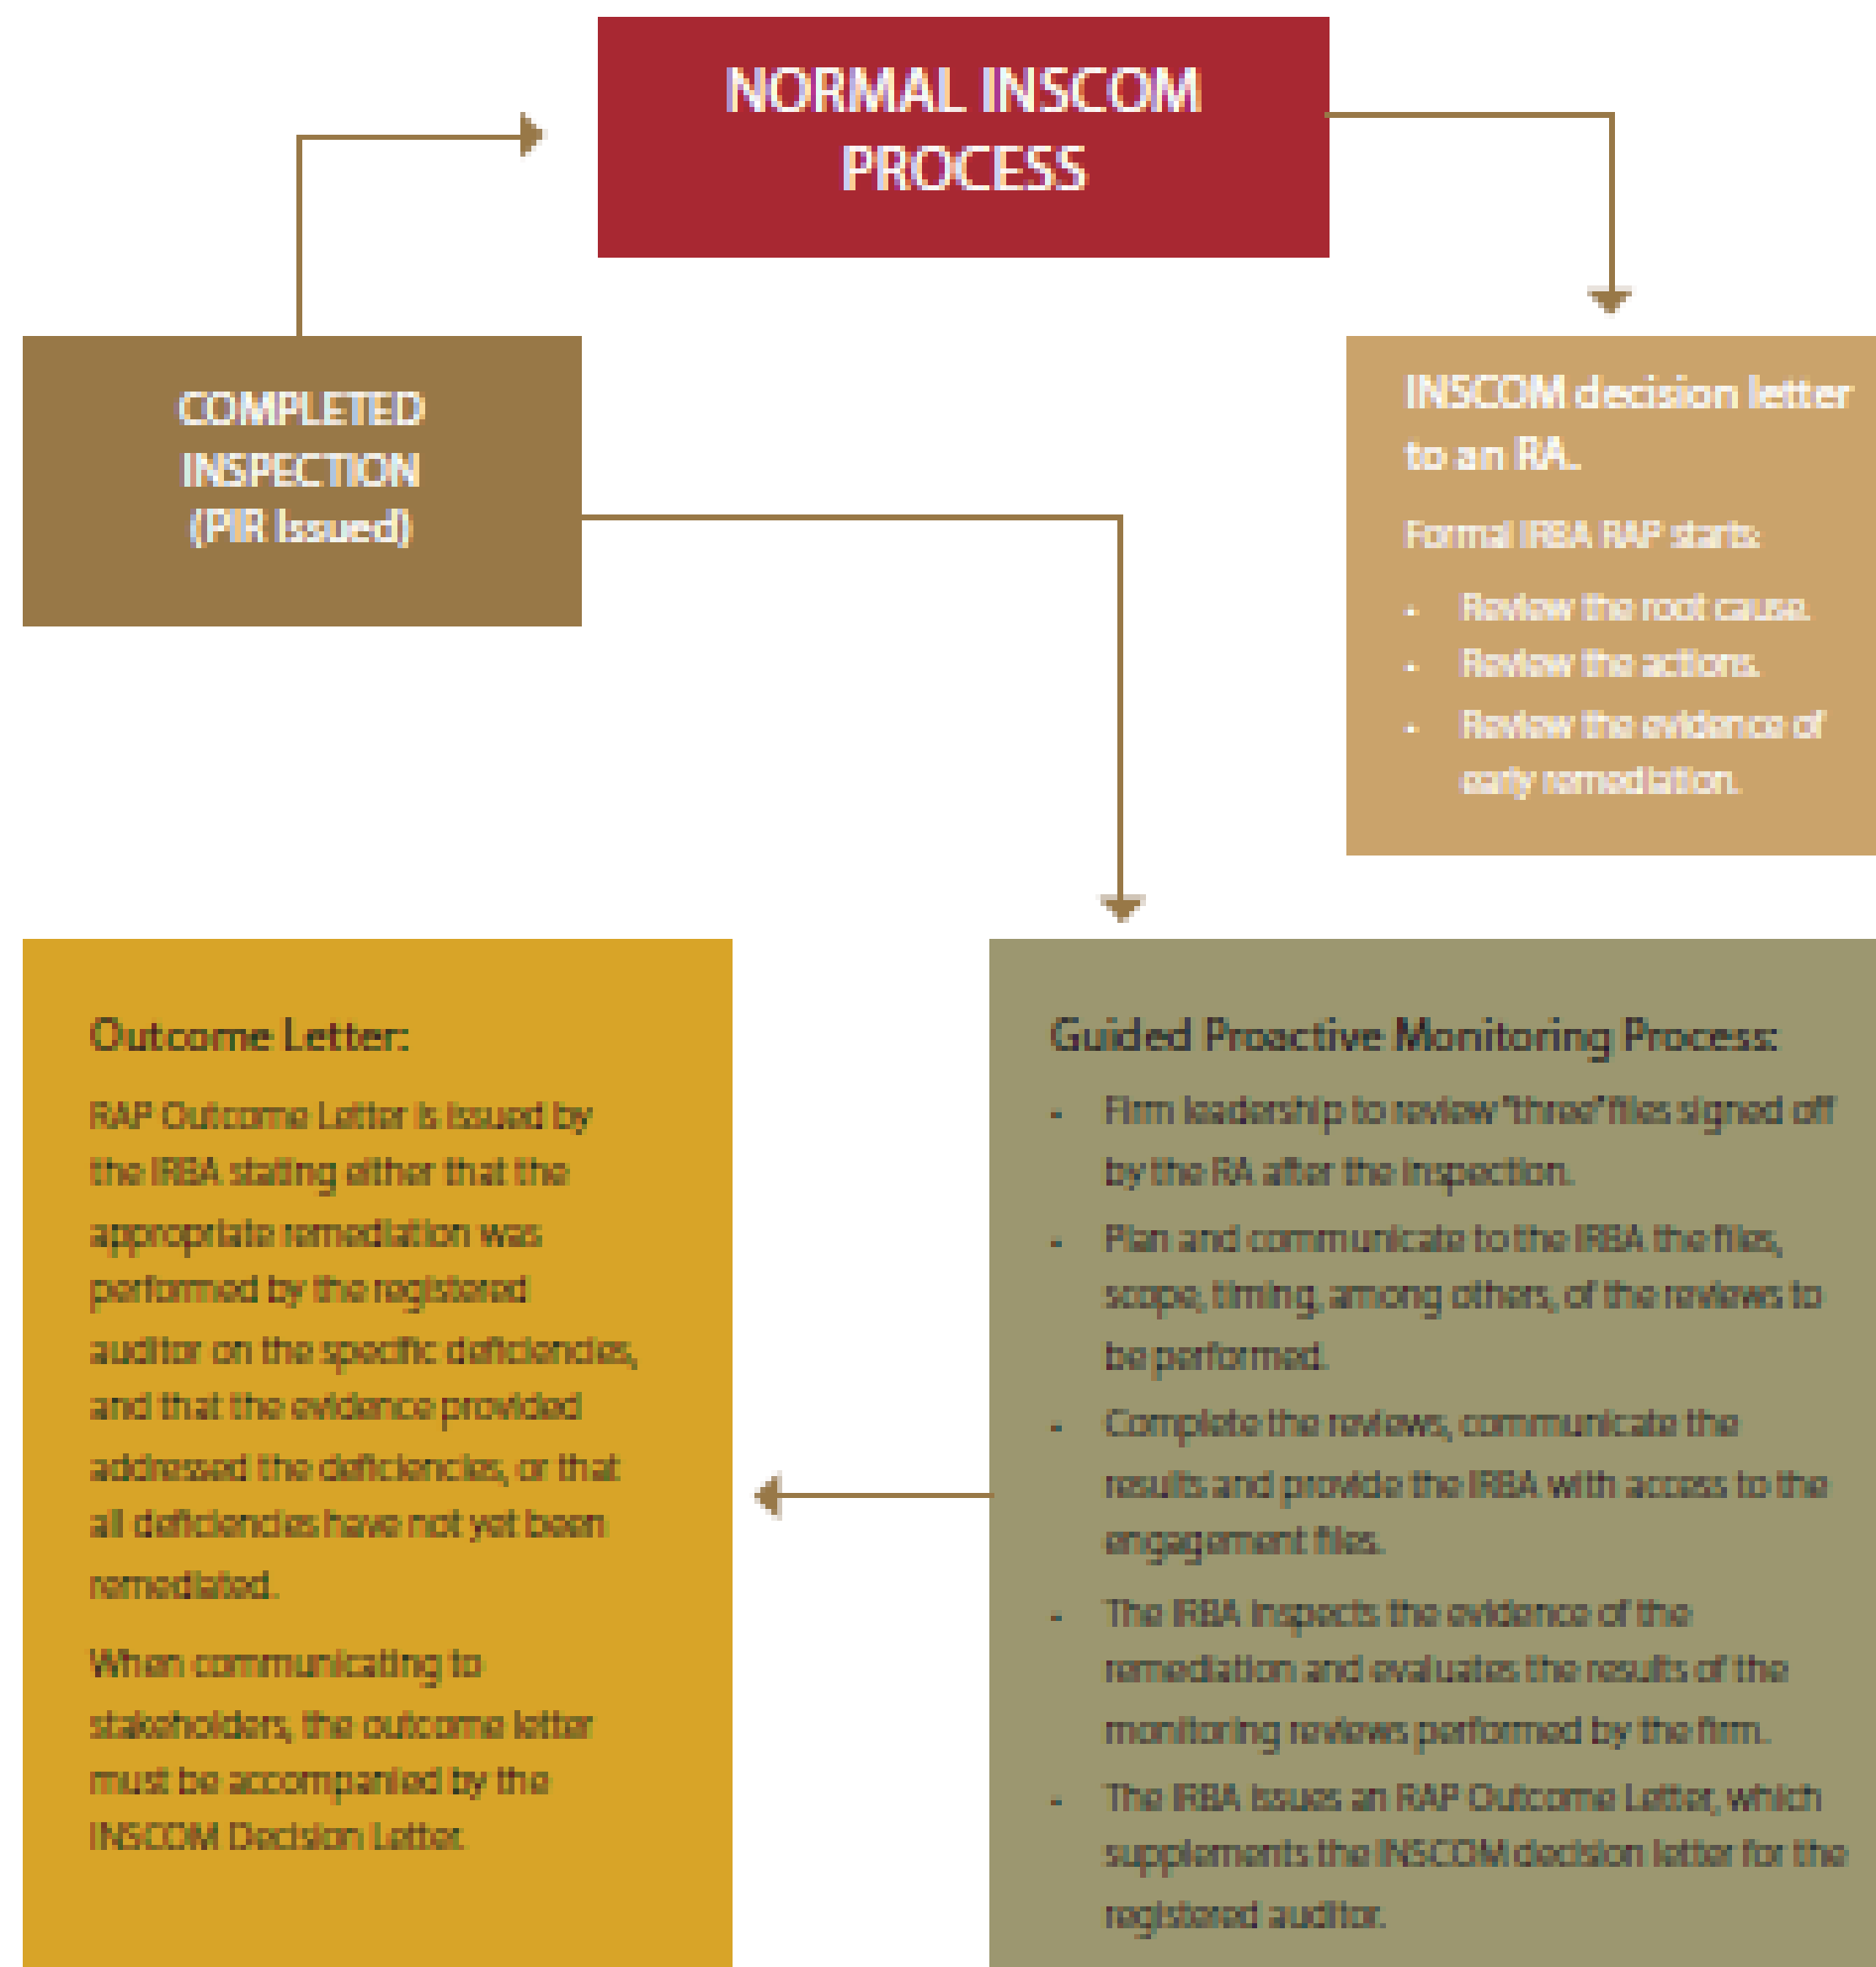 NORMAL INSCOM
PROCESS
COMPLETED
INSPECTION
(PIR Issued)
INSCOM decision letter
to an RA.
Formal IRBA RAP starts:
- Review the root cause.
- Review the actions.
- Review the evidence of
early remediation.
Outcome Letter:
RAP Outcome Letter is issued by
the IRBA stating either that the
appropriate remediation was
performed by the registered
auditor on the specific deficiencies,
and that the evidence provided
addressed the deficiencies, or that
all deficiencies have not yet been
remediated.
When communicating to
stakeholders, the outcome letter
must be accompanied by the
INSCOM Decision Letter.
Guided Proactive Monitoring Process:
- Firm leadership to review "three" files signed off
by the RA after the inspection.
- Plan and communicate to the IRBA the files,
scope, timing, among others, of the reviews to
be performed.
- Complete the reviews, communicate the
results and provide the IRBA with access to the
engagement files.
- The IRBA inspects the evidence of the
remediation and evaluates the results of the
monitoring reviews performed by the firm.
- The IRBA issues an RAP Outcome Letter, which
supplements the INSCOM decision letter for the
registered auditor.